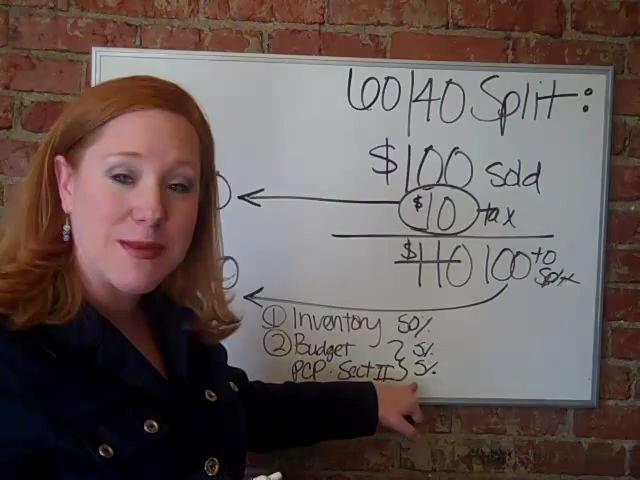 60/40 Split:
$100 sold
$10 tax
$110 100 to split
① Inventory 50%
② Budget } 5%
PCP. Sect II } 5%